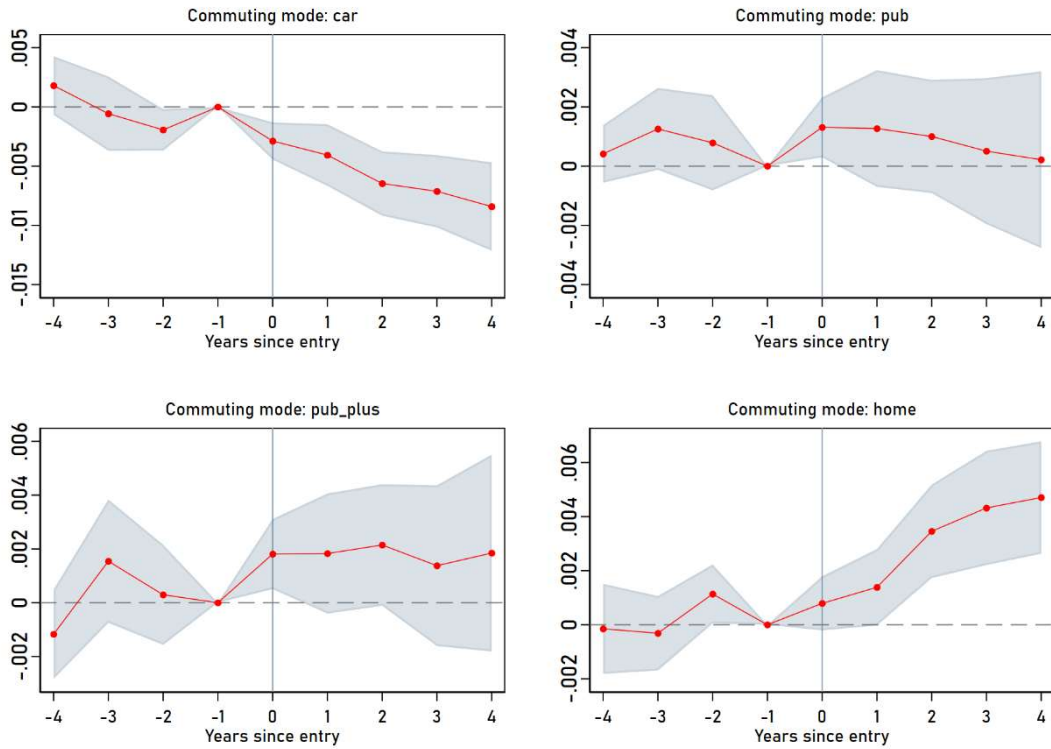 Commuting mode: car
.005
0
-.005
-.01
-.015
-4 -3 -2 -1 0 1 2 3 4
Years since entry
Commuting mode: pub
.004
.002
0
-.002
-.004
-4 -3 -2 -1 0 1 2 3 4
Years since entry
Commuting mode: pub_plus
.006
.004
.002
0
-.002
-4 -3 -2 -1 0 1 2 3 4
Years since entry
Commuting mode: home
.006
.004
.002
0
-.002
-4 -3 -2 -1 0 1 2 3 4
Years since entry